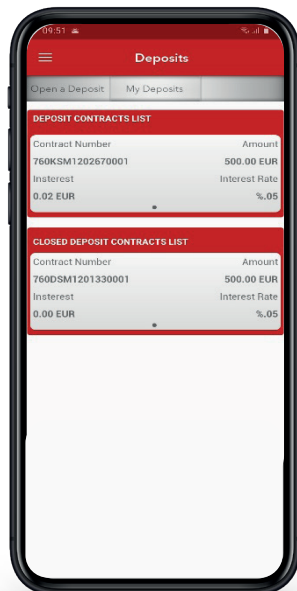 09:51
Deposits
Open a Deposit My Deposits
DEPOSIT CONTRACTS LIST
Contract Number Amount
760KSM1202670001 500.00 EUR
Insterest Interest Rate
0.02 EUR %.05
CLOSED DEPOSIT CONTRACTS LIST
Contract Number Amount
760DSM1201330001 500.00 EUR
Insterest Interest Rate
0.00 EUR %.05